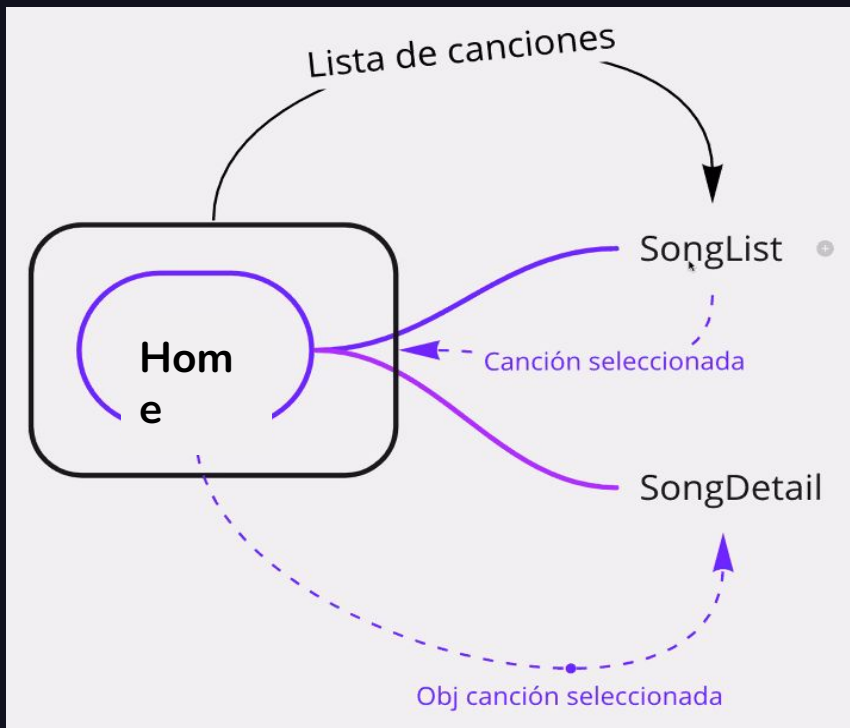 Lista de canciones
SongList
Hom
e
Canción seleccionada
SongDetail
Obj canción seleccionada